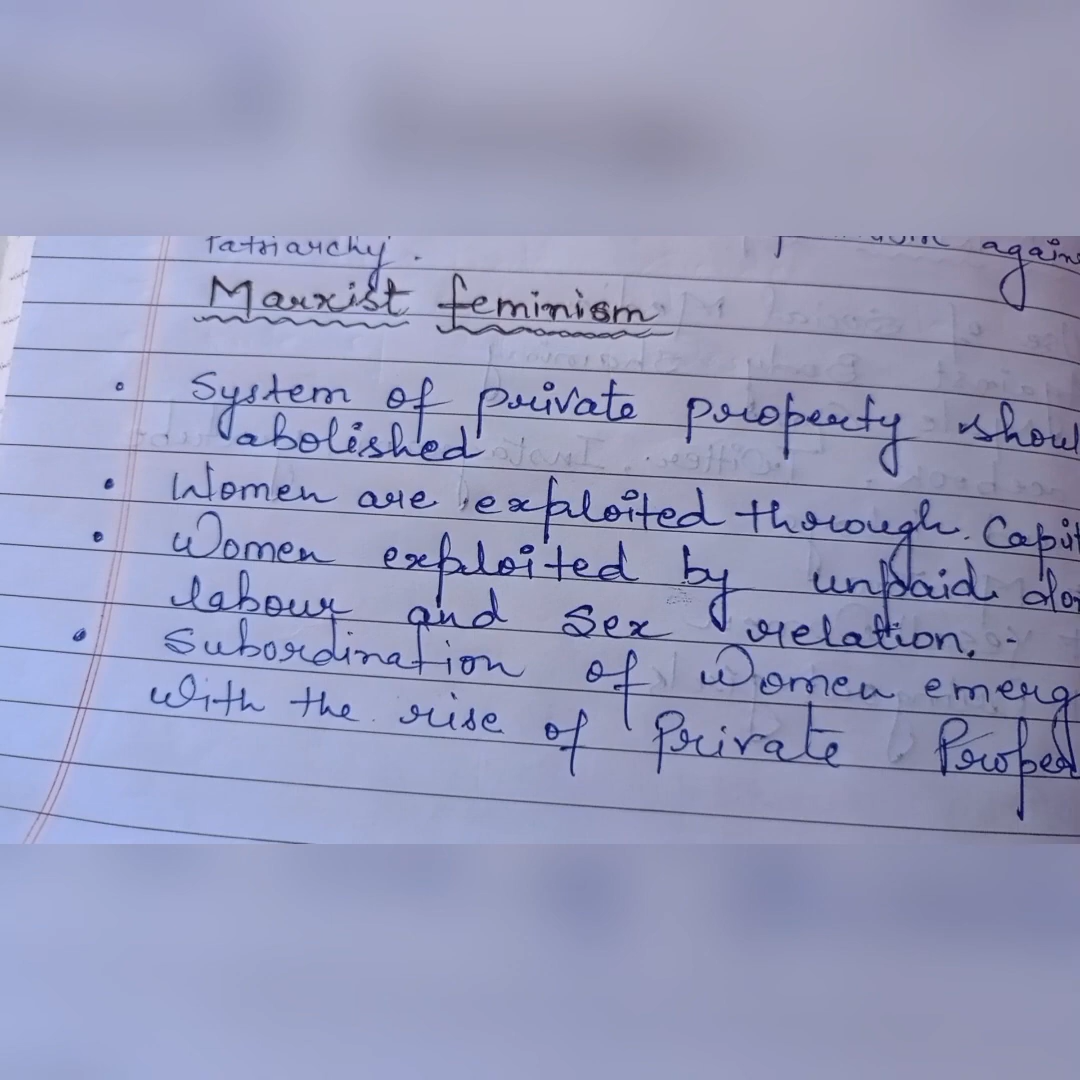 Patriarchy. again
Marxist feminism
• System of private property shoul
abolished
• Women are exploited through. Capit
• Women exploited by unpaid do
labour and sex relation.-
• Subordination of women emerg
with the rise of Private Proper